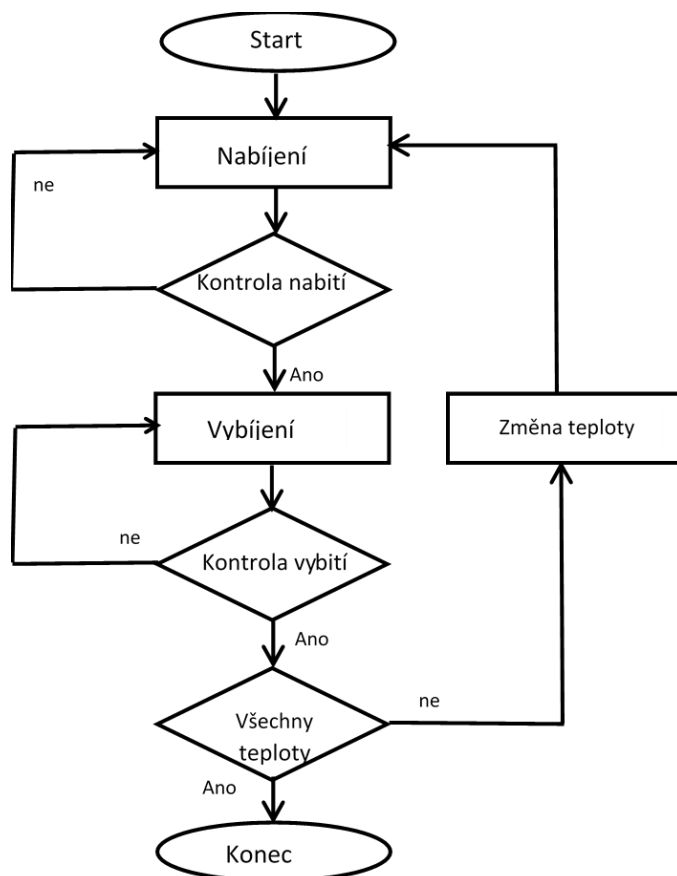 Start
Nabíjení
ne
Kontrola nabití
Ano
Vybíjení
Změna teploty
ne
Kontrola vybití
Ano
ne
Všechny
teploty
Ano
Konec